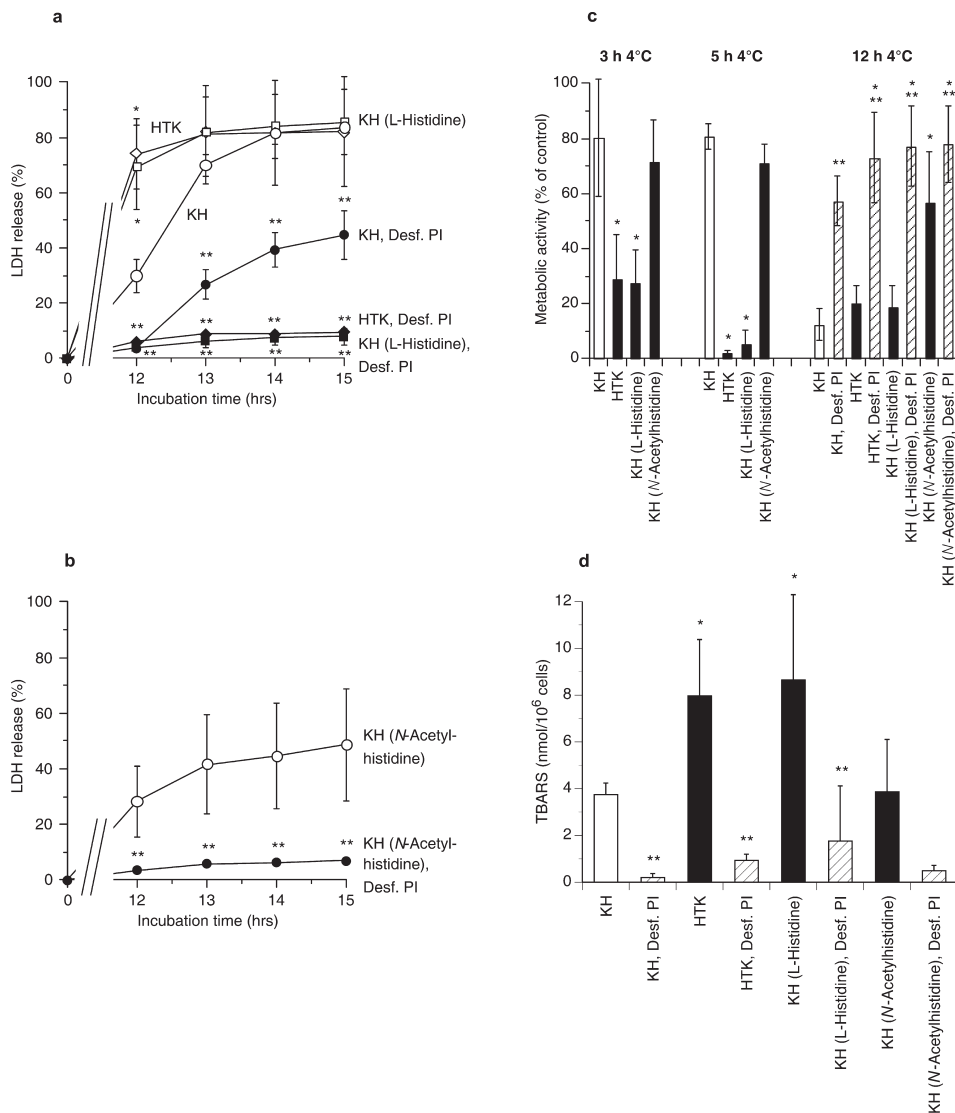 a
LDH release (%)
100
80
60
40
20
0
*
HTK
KH (L-Histidine)
*
KH
**
**
**
KH, Desf. PI
**
**
**
**
HTK, Desf. PI
KH (L-Histidine),
**
**
**
**
Desf. PI
0
12
13
14
15
Incubation time (hrs)
b
LDH release (%)
100
80
60
40
20
0
KH (N-Acetyl-
histidine)
**
**
**
**
KH (N-Acetyl-
histidine),
Desf. PI
0
12
13
14
15
Incubation time (hrs)
c
3 h 4°C
5 h 4°C
12 h 4°C
Metabolic activity (% of control)
100
80
60
40
20
0
*
*
*
*
**
*
**
*
**
*
*
**
KH
HTK
KH (L-Histidine)
KH (N-Acetylhistidine)
KH
HTK
KH (L-Histidine)
KH (N-Acetylhistidine)
KH
KH, Desf. PI
HTK
HTK, Desf. PI
KH (L-Histidine)
KH (L-Histidine), Desf. PI
KH (N-Acetylhistidine)
KH (N-Acetylhistidine), Desf. PI
d
TBARS (nmol/10⁶ cells)
12
10
8
6
4
2
0
**
*
**
*
**
KH
KH, Desf. PI
HTK
HTK, Desf. PI
KH (L-Histidine)
KH (L-Histidine), Desf. PI
KH (N-Acetylhistidine)
KH (N-Acetylhistidine), Desf. PI